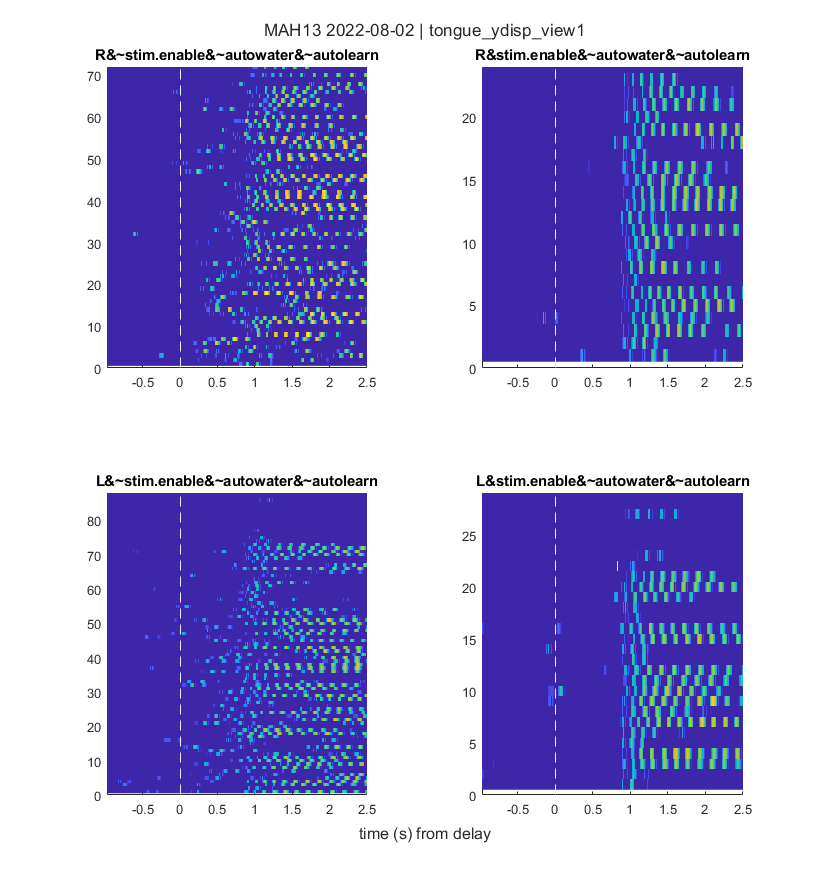 MAH13 2022-08-02 | tongue_ydisp_view1
R&~stim.enable&~autowater&~autolearn
R&stim.enable&~autowater&~autolearn
70
60
50
40
30
20
10
0
-0.5 0 0.5 1 1.5 2 2.5
20
15
10
5
0
-0.5 0 0.5 1 1.5 2 2.5
L&~stim.enable&~autowater&~autolearn
L&stim.enable&~autowater&~autolearn
80
70
60
50
40
30
20
10
0
-0.5 0 0.5 1 1.5 2 2.5
25
20
15
10
5
0
-0.5 0 0.5 1 1.5 2 2.5
time (s) from delay